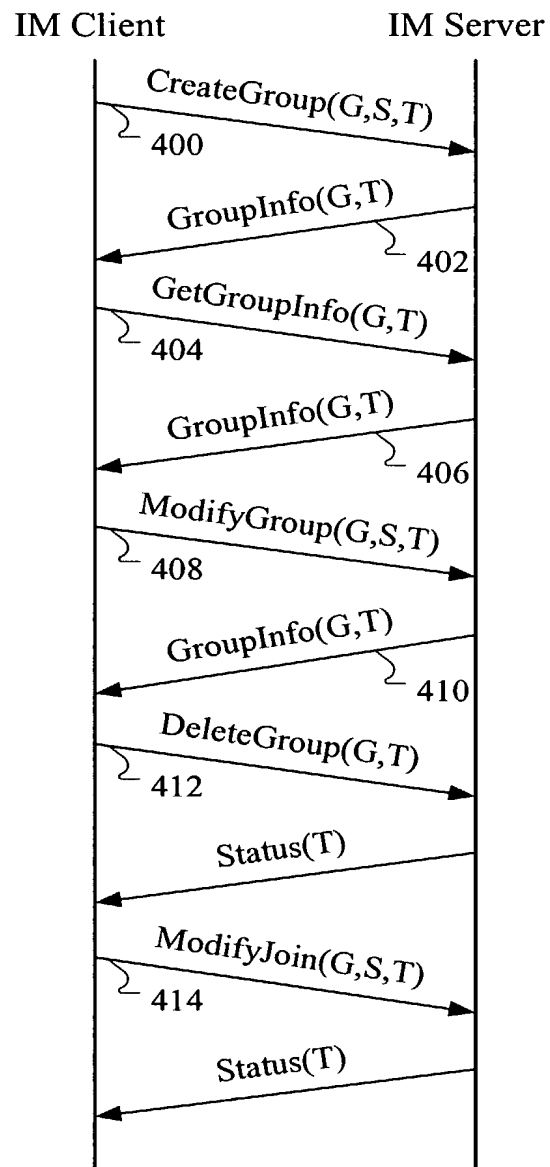 IM Client
IM Server
CreateGroup(G,S,T)
400
GroupInfo(G,T)
402
GetGroupInfo(G,T)
404
GroupInfo(G,T)
406
ModifyGroup(G,S,T)
408
GroupInfo(G,T)
410
DeleteGroup(G,T)
412
Status(T)
ModifyJoin(G,S,T)
414
Status(T)